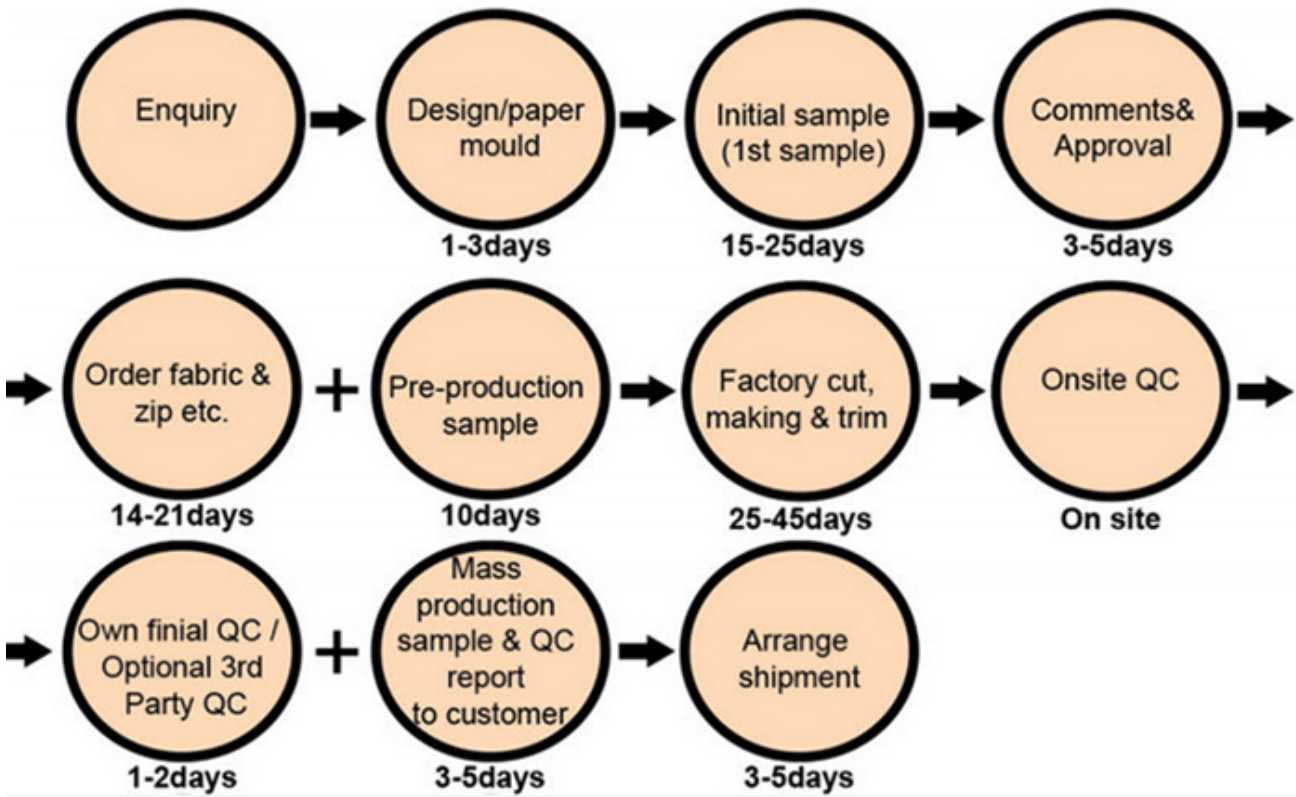 Enquiry
Design/paper
mould
1-3days
Initial sample
(1st sample)
15-25days
Comments&
Approval
3-5days
Order fabric &
zip etc.
14-21days
+
Pre-production
sample
10days
Factory cut,
making & trim
25-45days
Onsite QC
On site
Own finial QC /
Optional 3rd
Party QC
1-2days
+
Mass
production
sample & QC
report
to customer
3-5days
Arrange
shipment
3-5days